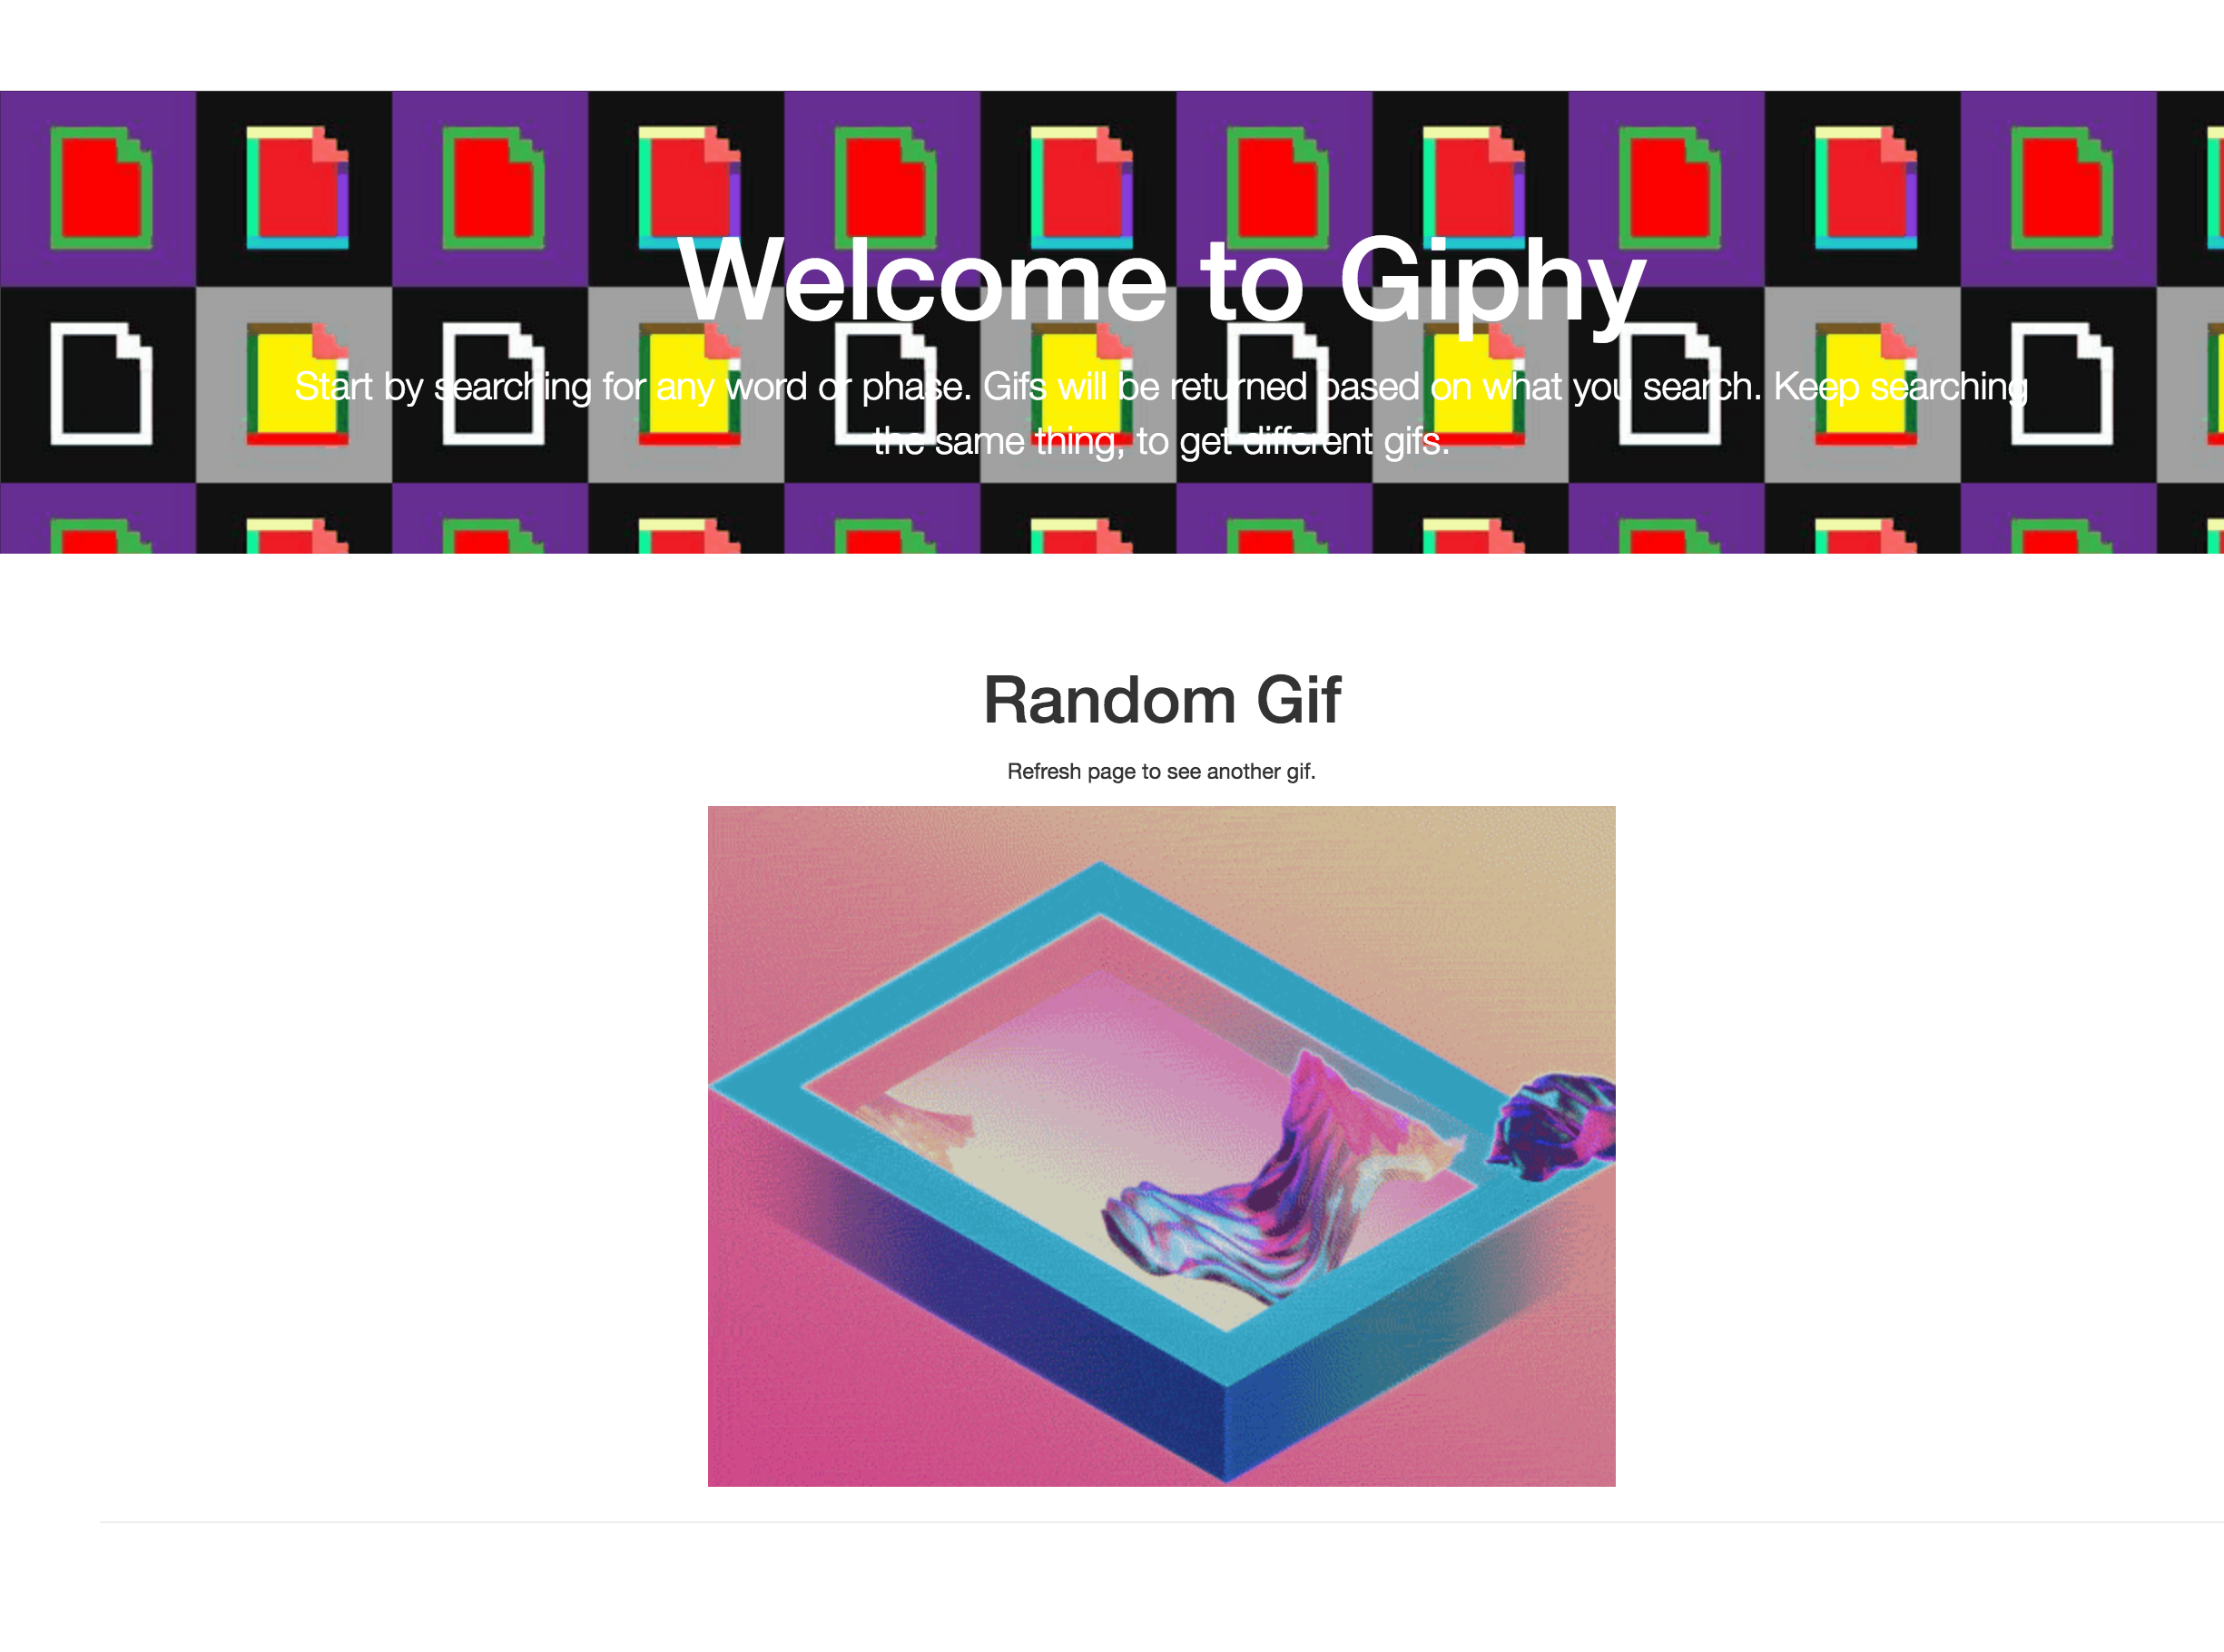 Welcome to Giphy
Start by searching for any word or phase. Gifs will be returned based on what you search. Keep searching
the same thing, to get different gifs.
Random Gif
Refresh page to see another gif.